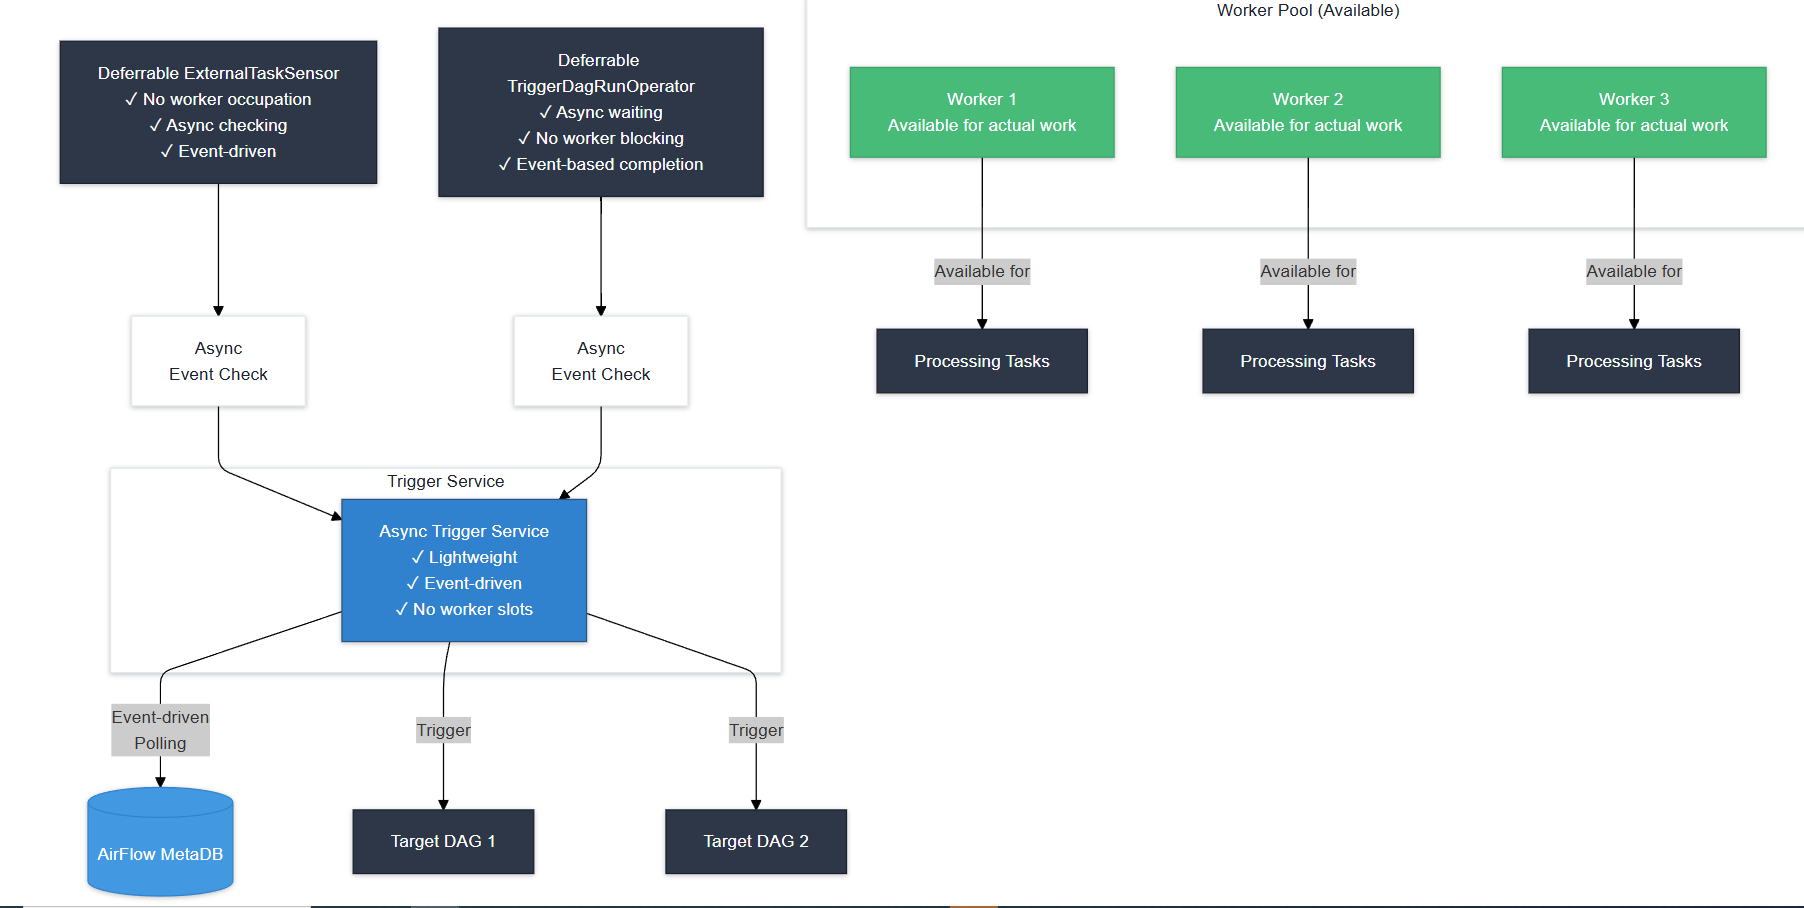 Worker Pool (Available)
Deferrable ExternalTaskSensor
✓ No worker occupation
✓ Async checking
✓ Event-driven
Deferrable
TriggerDagRunOperator
✓ Async waiting
✓ No worker blocking
✓ Event-based completion
Worker 1
Available for actual work
Worker 2
Available for actual work
Worker 3
Available for actual work
Available for
Available for
Available for
Async
Event Check
Async
Event Check
Processing Tasks
Processing Tasks
Processing Tasks
Trigger Service
Async Trigger Service
✓ Lightweight
✓ Event-driven
✓ No worker slots
Event-driven
Polling
Trigger
Trigger
AirFlow MetaDB
Target DAG 1
Target DAG 2